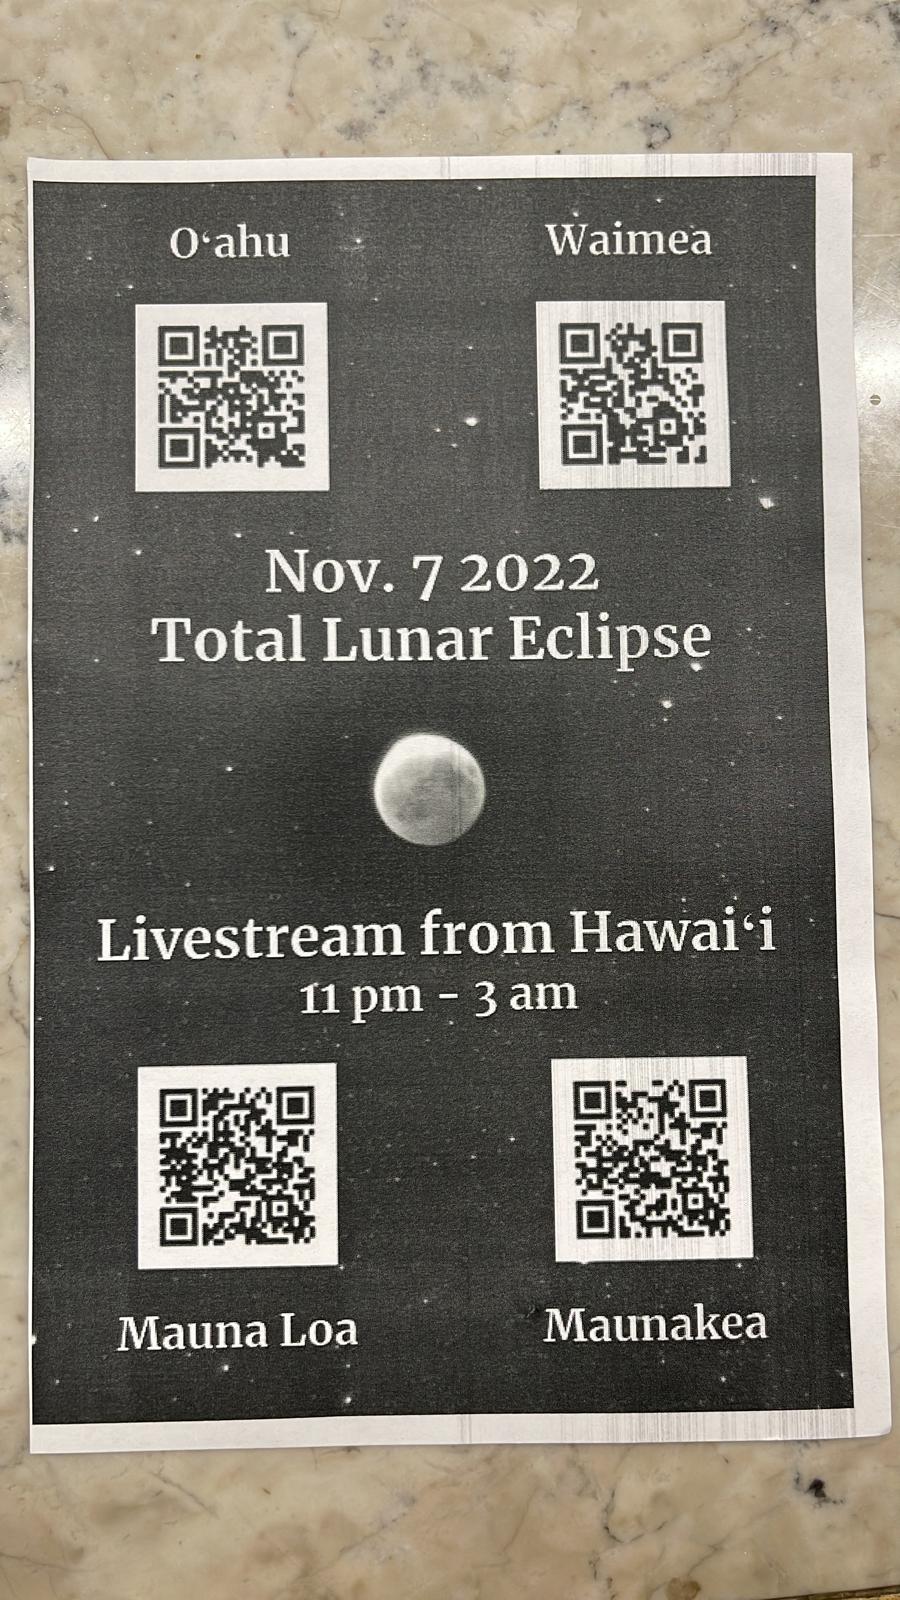 Oʻahu
Waimea
Nov. 7 2022
Total Lunar Eclipse
Livestream from Hawaiʻi
11 pm - 3 am
Mauna Loa
Maunakea